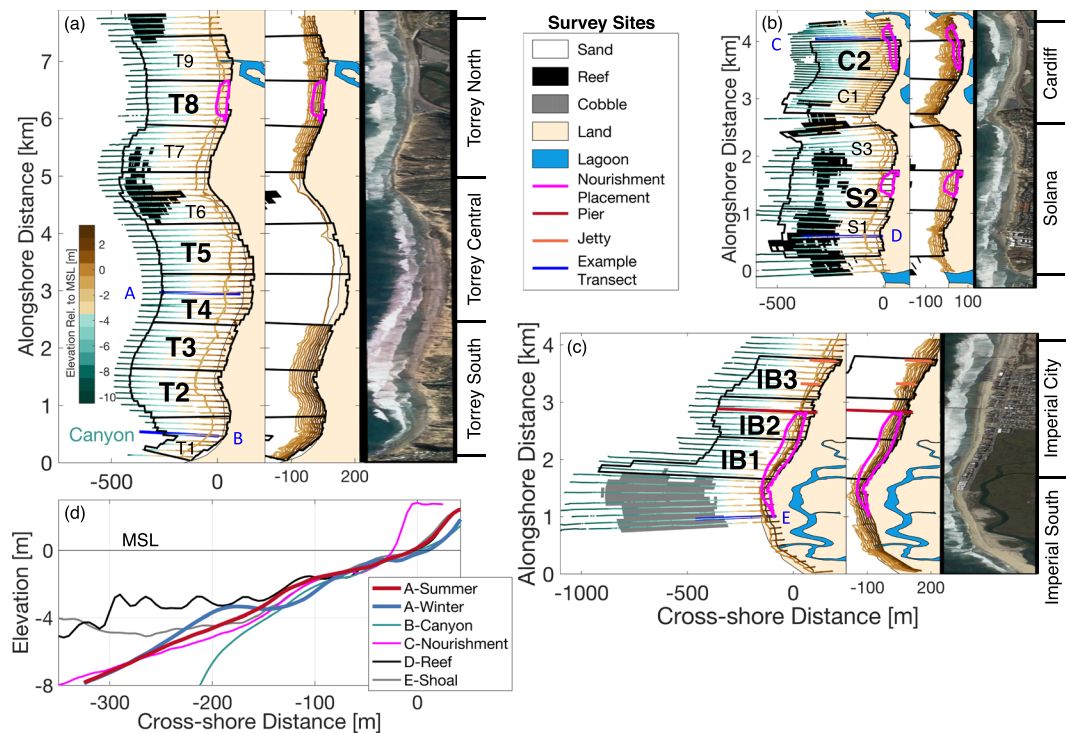 (a)
Alongshore Distance [km]
7
6
5
4
3
2
1
0
T9
T8
T7
T6
T5
T4
T3
T2
T1
A
B
Canyon
Elevation Rel. to MSL [m]
2
0
-2
-4
-6
-8
-10
-500
0
-100
200
Torrey North
Torrey Central
Torrey South
Survey Sites
Sand
Reef
Cobble
Land
Lagoon
Nourishment
Placement
Pier
Jetty
Example
Transect
(b)
Alongshore Distance [km]
4
3
2
1
0
C
C2
C1
S3
S2
S1
D
-500
0
-100
100
Cardiff
Solana
(c)
Alongshore Distance [km]
4
3
2
1
0
IB3
IB2
IB1
E
-1000
-500
0
-100
200
Cross-shore Distance [m]
Imperial City
Imperial South
(d)
Elevation [m]
0
-4
-8
MSL
A-Summer
A-Winter
B-Canyon
C-Nourishment
D-Reef
E-Shoal
-300
-200
-100
0
Cross-shore Distance [m]